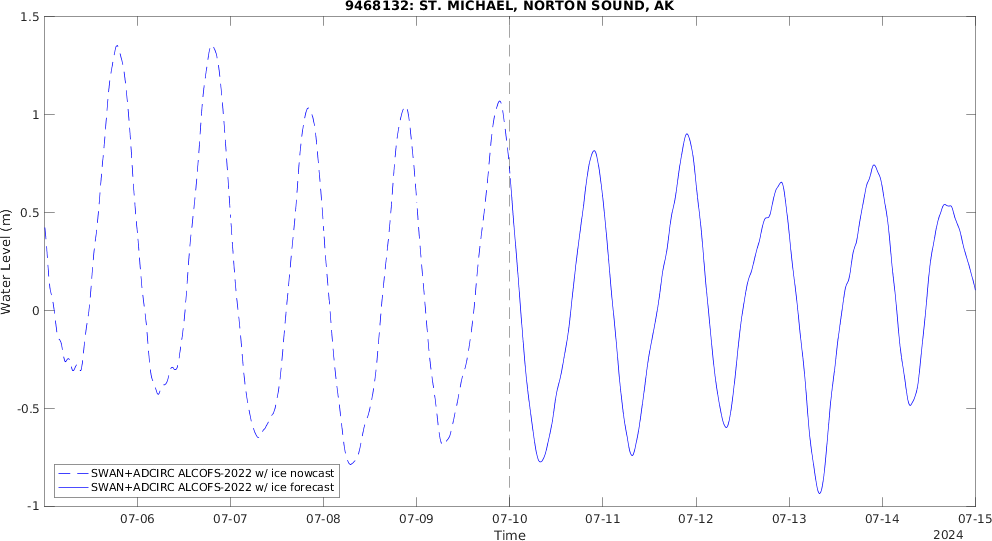 9468132: ST. MICHAEL, NORTON SOUND, AK
1.5
1
0.5
0
-0.5
-1
Water Level (m)
SWAN+ADCIRC ALCOFS-2022 w/ ice nowcast
SWAN+ADCIRC ALCOFS-2022 w/ ice forecast
07-06 07-07 07-08 07-09 07-10 07-11 07-12 07-13 07-14 07-15
Time
2024